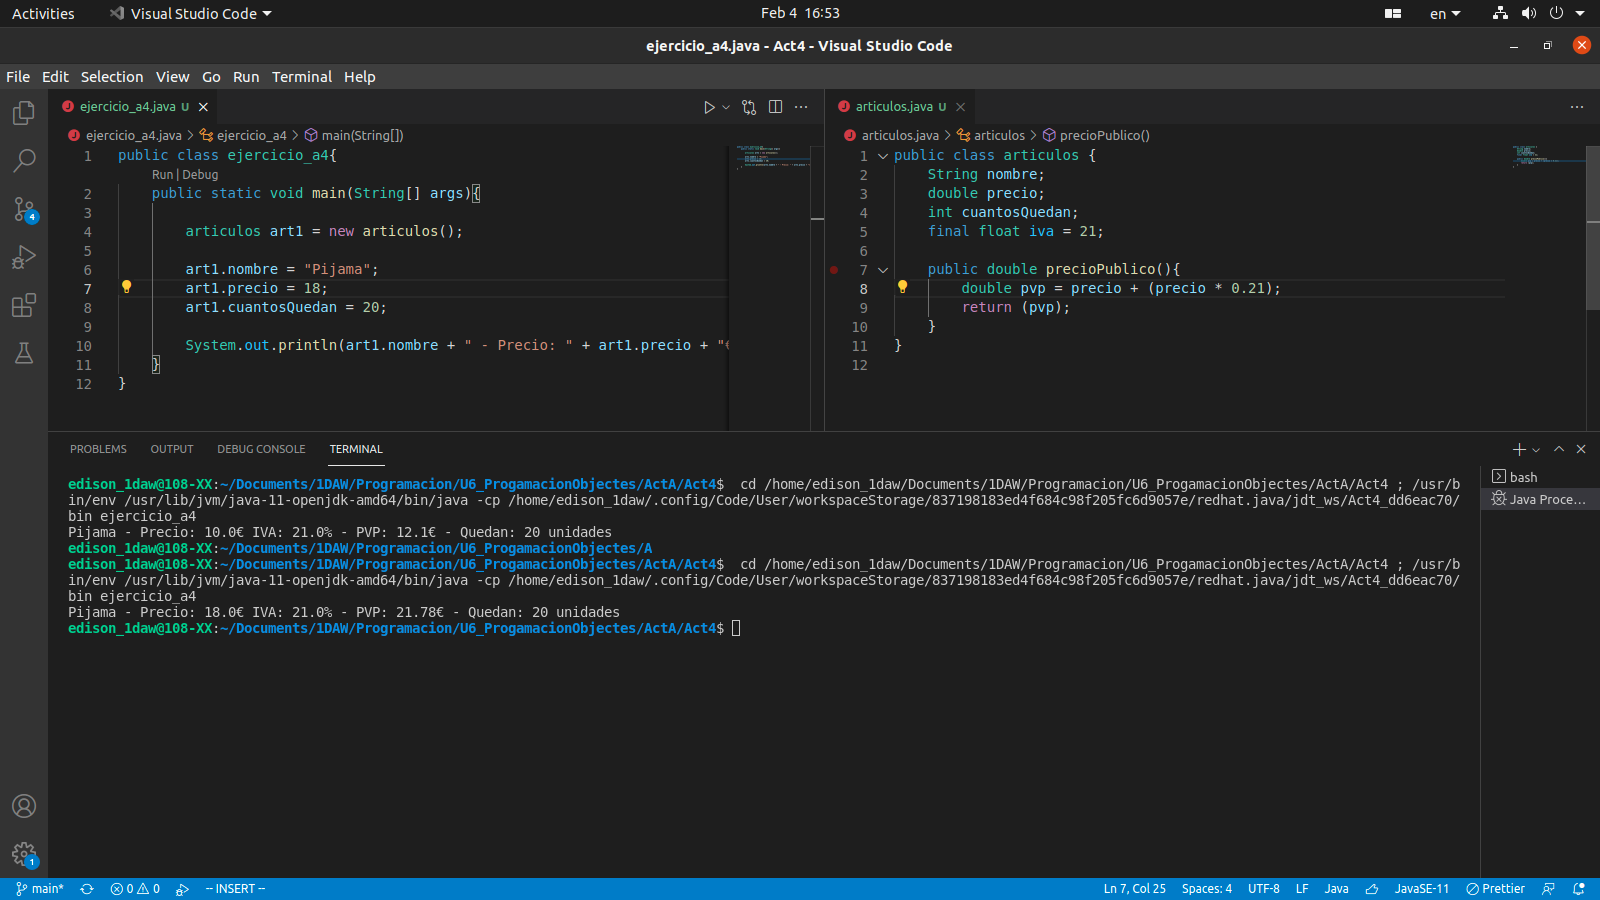 Activities
Visual Studio Code
Feb 4 16:53
en
ejercicio_a4.java - Act4 - Visual Studio Code
File Edit Selection View Go Run Terminal Help
ejercicio_a4.java U
ejercicio_a4.java > ejercicio_a4 > main(String[])
1 public class ejercicio_a4{
Run | Debug
2 public static void main(String[] args){
3
4 articulos art1 = new articulos();
5
6 art1.nombre = "Pijama";
7 art1.precio = 18;
8 art1.cuantosQuedan = 20;
9
10 System.out.println(art1.nombre + " - Precio: " + art1.precio + "€
11 }
12 }
articulos.java U
articulos.java > articulos > precioPublico()
1 public class articulos {
2 String nombre;
3 double precio;
4 int cuantosQuedan;
5 final float iva = 21;
6
7 public double precioPublico(){
8 double pvp = precio + (precio * 0.21);
9 return (pvp);
10 }
11 }
12
4
1
PROBLEMS OUTPUT DEBUG CONSOLE TERMINAL
edison_1daw@108-XX:~/Documents/1DAW/Programacion/U6_ProgamacionObjectes/ActA/Act4$ cd /home/edison_1daw/Documents/1DAW/Programacion/U6_ProgamacionObjectes/ActA/Act4 ; /usr/b
in/env /usr/lib/jvm/java-11-openjdk-amd64/bin/java -cp /home/edison_1daw/.config/Code/User/workspaceStorage/837198183ed4f684c98f205fc6d9057e/redhat.java/jdt_ws/Act4_dd6eac70/
bin ejercicio_a4
Pijama - Precio: 10.0€ IVA: 21.0% - PVP: 12.1€ - Quedan: 20 unidades
edison_1daw@108-XX:~/Documents/1DAW/Programacion/U6_ProgamacionObjectes/A
edison_1daw@108-XX:~/Documents/1DAW/Programacion/U6_ProgamacionObjectes/ActA/Act4$ cd /home/edison_1daw/Documents/1DAW/Programacion/U6_ProgamacionObjectes/ActA/Act4 ; /usr/b
in/env /usr/lib/jvm/java-11-openjdk-amd64/bin/java -cp /home/edison_1daw/.config/Code/User/workspaceStorage/837198183ed4f684c98f205fc6d9057e/redhat.java/jdt_ws/Act4_dd6eac70/
bin ejercicio_a4
Pijama - Precio: 18.0€ IVA: 21.0% - PVP: 21.78€ - Quedan: 20 unidades
edison_1daw@108-XX:~/Documents/1DAW/Programacion/U6_ProgamacionObjectes/ActA/Act4$
bash
Java Proce...
main* 0 0 -- INSERT -- Ln 7, Col 25 Spaces: 4 UTF-8 LF Java JavaSE-11 Prettier